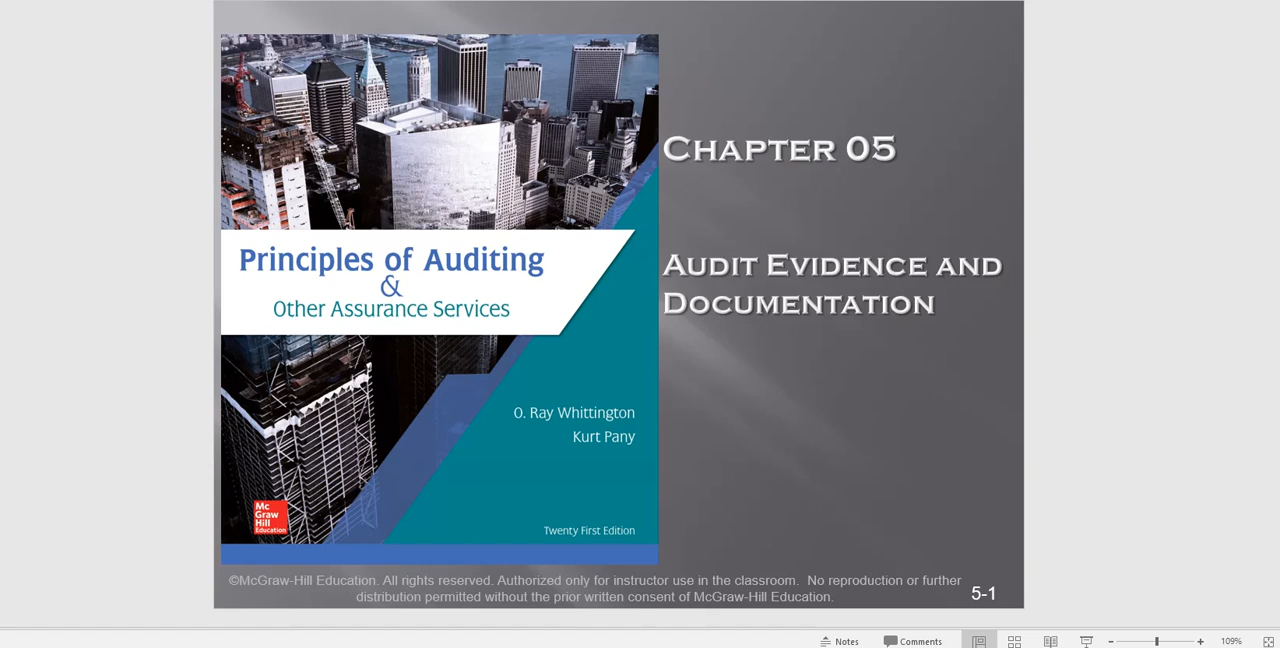 Chapter 05
Audit Evidence and
Documentation
Principles of Auditing
&
Other Assurance Services
O. Ray Whittington
Kurt Pany
Mc
Graw
Hill
Education
Twenty First Edition
©McGraw-Hill Education. All rights reserved. Authorized only for instructor use in the classroom. No reproduction or further
distribution permitted without the prior written consent of McGraw-Hill Education.
5-1
Notes
Comments
109%